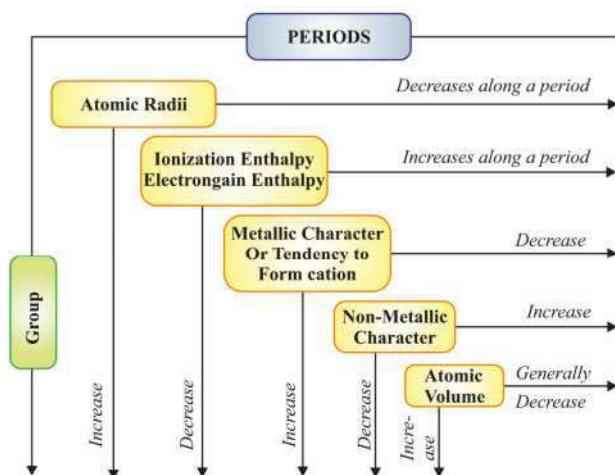 PERIODS
Decreases along a period
Atomic Radii
Ionization Enthalpy
Electrongain Enthalpy
Increases along a period
Metallic Character
Or Tendency to
Form cation
Decrease
Non-Metallic
Character
Increase
Atomic
Volume
Generally
Decrease
Group
Increase
Decrease
Increase
Decrease
Incre-
ase